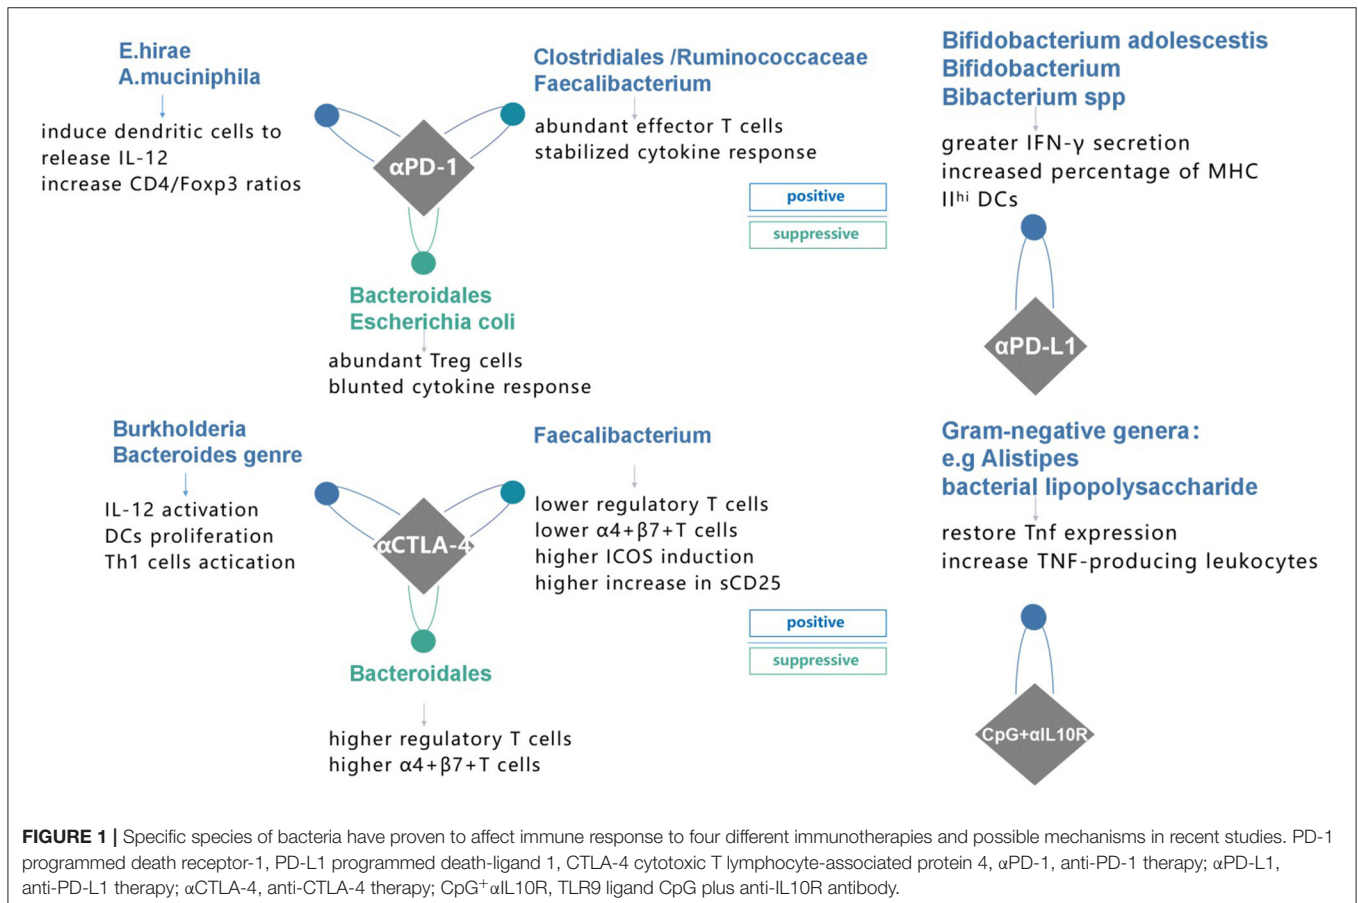 E.hirae
A.muciniphila
induce dendritic cells to
release IL-12
increase CD4/Foxp3 ratios
αPD-1
Clostridiales /Ruminococcaceae
Faecalibacterium
abundant effector T cells
stabilized cytokine response
positive
suppressive
Bacteroidales
Escherichia coli
abundant Treg cells
blunted cytokine response
Bifidobacterium adolescestis
Bifidobacterium
Bibacterium spp
greater IFN-γ secretion
increased percentage of MHC
IIʰⁱ DCs
αPD-L1
Burkholderia
Bacteroides genre
IL-12 activation
DCs proliferation
Th1 cells actication
αCTLA-4
Faecalibacterium
lower regulatory T cells
lower α4+β7+T cells
higher ICOS induction
higher increase in sCD25
positive
suppressive
Bacteroidales
higher regulatory T cells
higher α4+β7+T cells
Gram-negative genera:
e.g Alistipes
bacterial lipopolysaccharide
restore Tnf expression
increase TNF-producing leukocytes
CpG+αIL10R
FIGURE 1 | Specific species of bacteria have proven to affect immune response to four different immunotherapies and possible mechanisms in recent studies. PD-1
programmed death receptor-1, PD-L1 programmed death-ligand 1, CTLA-4 cytotoxic T lymphocyte-associated protein 4, αPD-1, anti-PD-1 therapy; αPD-L1,
anti-PD-L1 therapy; αCTLA-4, anti-CTLA-4 therapy; CpG⁺αIL10R, TLR9 ligand CpG plus anti-IL10R antibody.